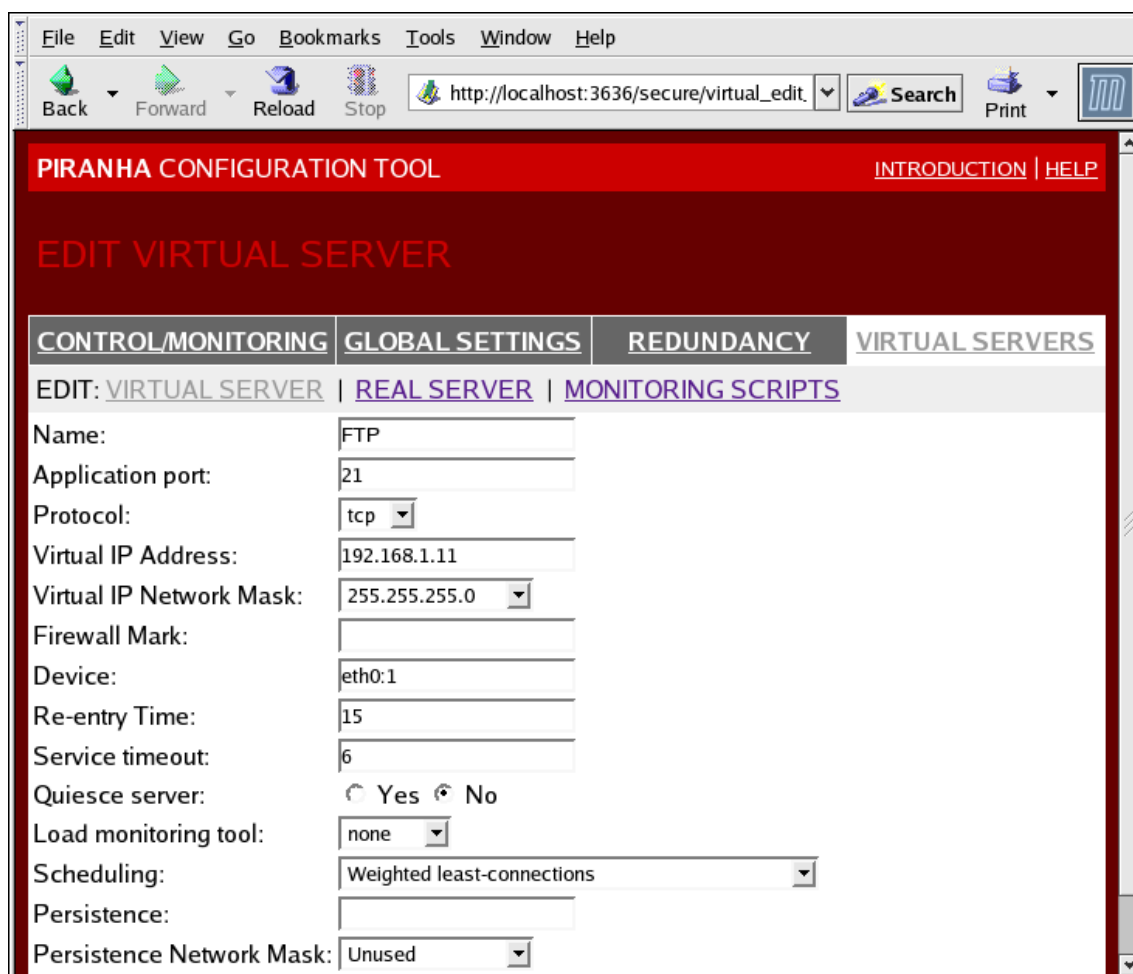 File Edit View Go Bookmarks Tools Window Help
Back Forward Reload Stop http://localhost:3636/secure/virtual_edit_ Search Print
PIRANHA CONFIGURATION TOOL INTRODUCTION | HELP
EDIT VIRTUAL SERVER
CONTROL/MONITORING GLOBAL SETTINGS REDUNDANCY VIRTUAL SERVERS
EDIT: VIRTUAL SERVER | REAL SERVER | MONITORING SCRIPTS
Name: FTP
Application port: 21
Protocol: tcp
Virtual IP Address: 192.168.1.11
Virtual IP Network Mask: 255.255.255.0
Firewall Mark:
Device: eth0:1
Re-entry Time: 15
Service timeout: 6
Quiesce server: Yes No
Load monitoring tool: none
Scheduling: Weighted least-connections
Persistence:
Persistence Network Mask: Unused